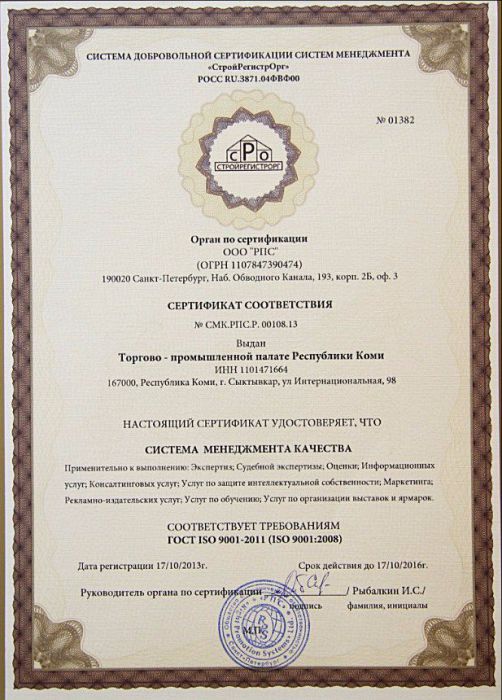 СИСТЕМА ДОБРОВОЛЬНОЙ СЕРТИФИКАЦИИ СИСТЕМ МЕНЕДЖМЕНТА
«СтройРегистрОрг»
РОСС RU.З871.04ФВФ00
№ 01382
СРО
СТРОЙРЕГИСТРОРГ
Орган по сертификации
ООО "РПС"
(ОГРН 1107847390474)
190020 Санкт-Петербург, Наб. Обводного Канала, 193, корп. 2Б, оф. 3
СЕРТИФИКАТ СООТВЕТСТВИЯ
№ СМК.РПС.Р. 00108.13
Выдан
Торгово - промышленной палате Республики Коми
ИНН 1101471664
167000, Республика Коми, г. Сыктывкар, ул Интернациональная, 98
НАСТОЯЩИЙ СЕРТИФИКАТ УДОСТОВЕРЯЕТ, ЧТО
СИСТЕМА МЕНЕДЖМЕНТА КАЧЕСТВА
Применительно к выполнению: Экспертиз; Судебной экспертизы; Оценки; Информационных
услуг; Консалтинговых услуг; Услуг по защите интеллектуальной собственности; Маркетинга;
Рекламно-издательских услуг; Услуг по обучению; Услуг по организации выставок и ярмарок.
СООТВЕТСТВУЕТ ТРЕБОВАНИЯМ
ГОСТ ISO 9001-2011 (ISO 9001:2008)
Дата регистрации 17/10/2013г. Срок действия до 17/10/2016г.
Руководитель органа по сертификации / Рыбалкин И.С./
подпись фамилия, инициалы
М.П.
«РПС»
Санкт-Петербург